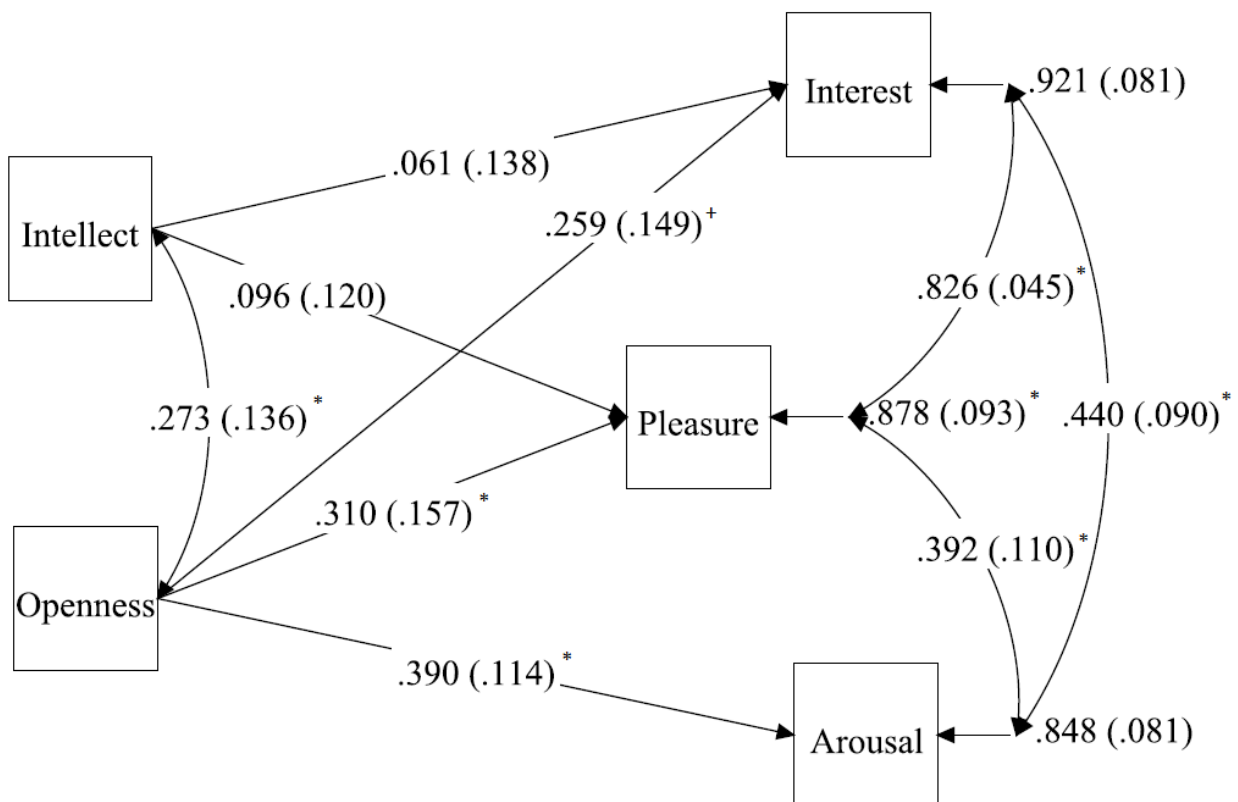 Interest
.921 (.081)
.061 (.138)
Intellect
.259 (.149)+
.096 (.120)
.826 (.045)*
.273 (.136)*
Pleasure
.878 (.093)*
.440 (.090)*
.310 (.157)*
.392 (.110)*
Openness
.390 (.114)*
Arousal
.848 (.081)